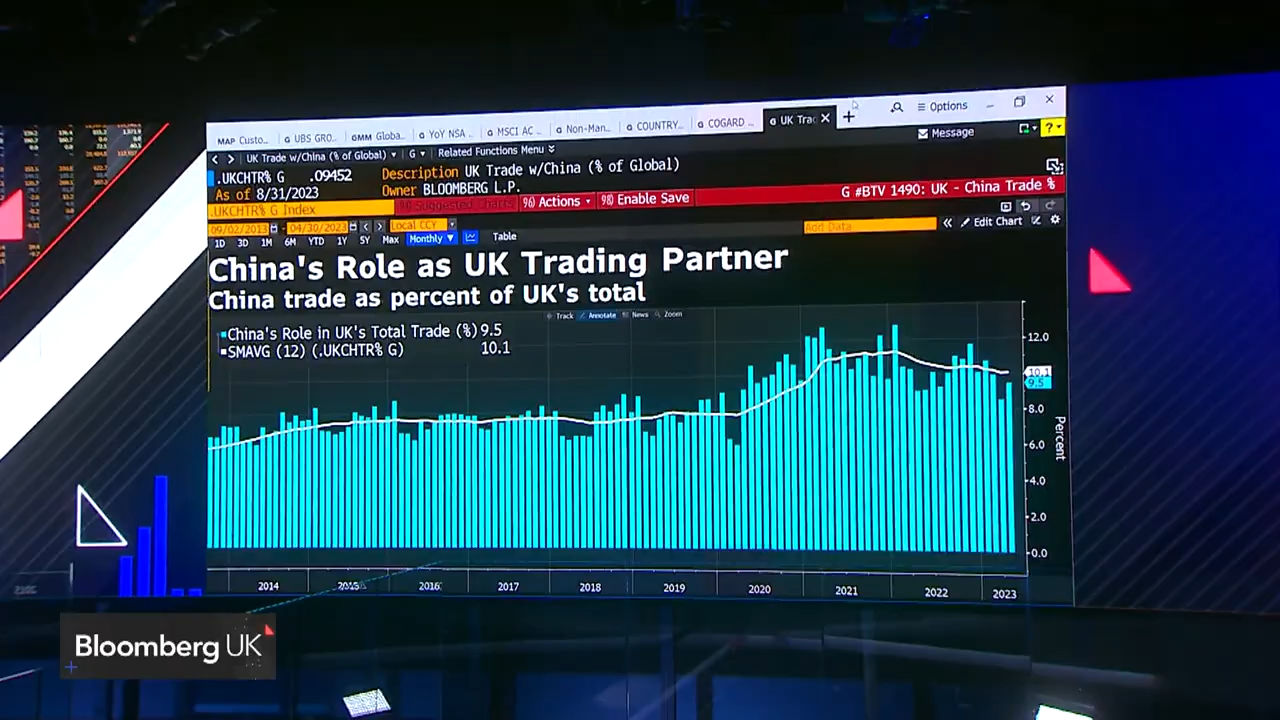 MAP Custo...
G UBS GRO...
GMM Globa...
G YoY NSA ...
G MSCI AC ...
G Non-Man...
G COUNTRY...
G COGARD ...
G UK Trac X
Options
Message
UK Trade w/China (% of Global)
G
Related Functions Menu
.UKCHTR% G
.09452
Description UK Trade w/China (% of Global)
As of 8/31/2023
Owner BLOOMBERG L.P.
G #BTV 1490: UK - China Trade %
.UKCHTR% G Index
98) Suggested Charts
96) Actions
98) Enable Save
09/02/2013 - 04/30/2023
Local CCY
Add Data
« Edit Chart
1D 3D 1M 6M YTD 1Y 5Y Max Monthly ▼
Table
China's Role as UK Trading Partner
China trade as percent of UK's total
Track Annotate News Zoom
China's Role in UK's Total Trade (%) 9.5
SMAVG (12) (.UKCHTR% G) 10.1
12.0
10.1
9.5
8.0
6.0
4.0
2.0
0.0
Percent
2014 2015 2016 2017 2018 2019 2020 2021 2022 2023
Bloomberg UK